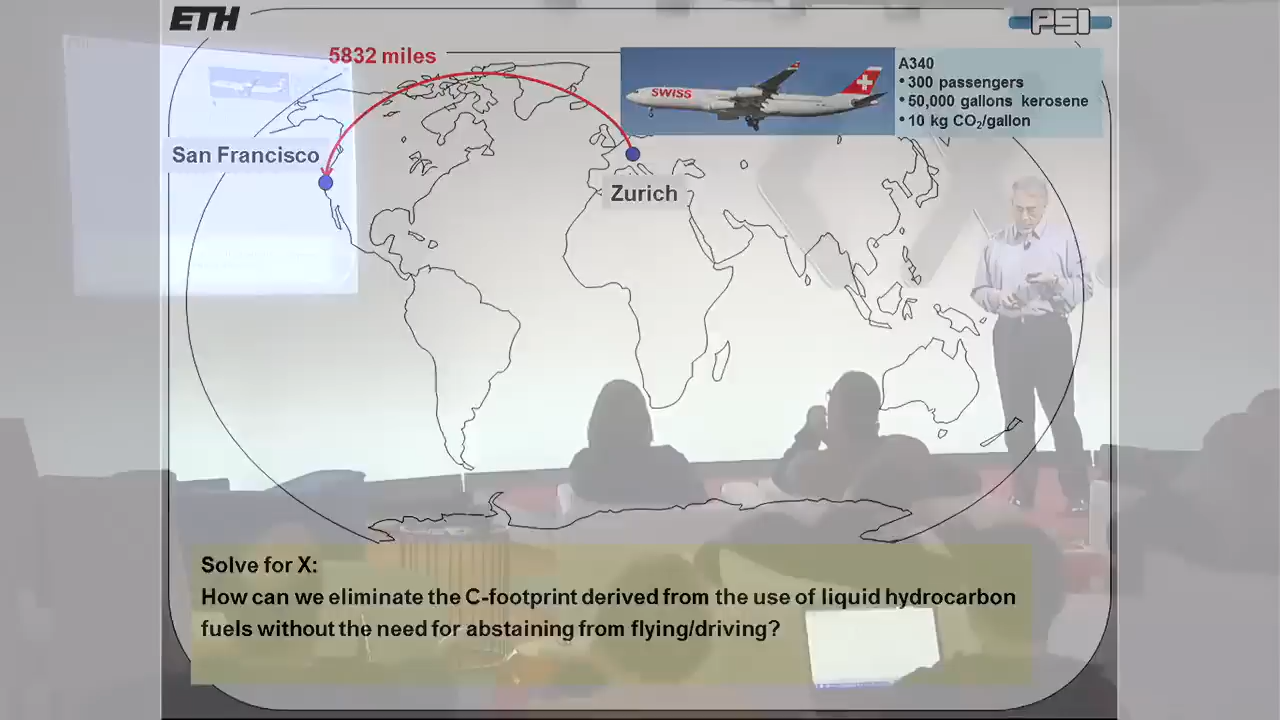 ETH
PSI
5832 miles
SWISS
A340
• 300 passengers
• 50,000 gallons kerosene
• 10 kg CO₂/gallon
San Francisco
Zurich
Solve for X:
How can we eliminate the C-footprint derived from the use of liquid hydrocarbon
fuels without the need for abstaining from flying/driving?